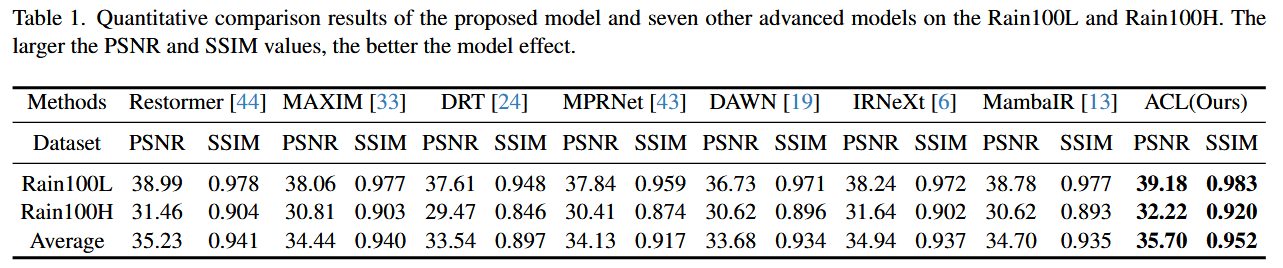 Table 1. Quantitative comparison results of the proposed model and seven other advanced models on the Rain100L and Rain100H. The
larger the PSNR and SSIM values, the better the model effect.
Methods Restormer [44] MAXIM [33] DRT [24] MPRNet [43] DAWN [19] IRNeXt [6] MambaIR [13] ACL(Ours)
Dataset PSNR SSIM PSNR SSIM PSNR SSIM PSNR SSIM PSNR SSIM PSNR SSIM PSNR SSIM PSNR SSIM
Rain100L 38.99 0.978 38.06 0.977 37.61 0.948 37.84 0.959 36.73 0.971 38.24 0.972 38.78 0.977 39.18 0.983
Rain100H 31.46 0.904 30.81 0.903 29.47 0.846 30.41 0.874 30.62 0.896 31.64 0.902 30.62 0.893 32.22 0.920
Average 35.23 0.941 34.44 0.940 33.54 0.897 34.13 0.917 33.68 0.934 34.94 0.937 34.70 0.935 35.70 0.952